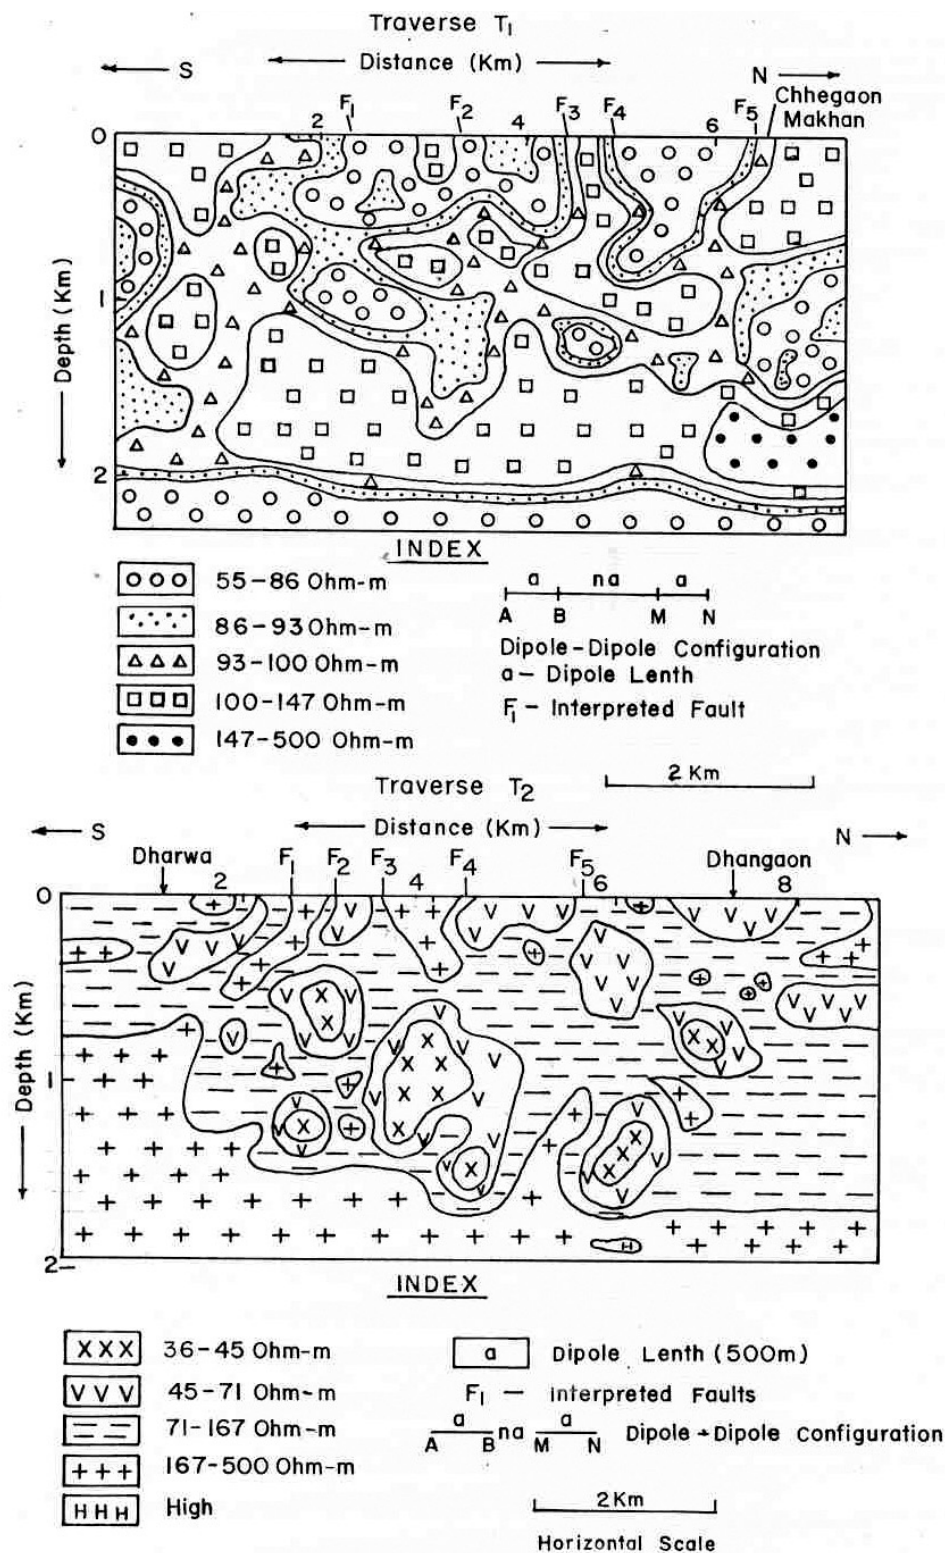 Traverse T₁
← S ← Distance (Km) → N →
Chhegaon
Makhan
F₁ F₂ F₃ F₄ F₅
2 4 6
0
1
2
Depth (Km)
INDEX
55-86 Ohm-m
86-93 Ohm-m
93-100 Ohm-m
100-147 Ohm-m
147-500 Ohm-m
a na a
A B M N
Dipole-Dipole Configuration
a - Dipole Lenth
F₁ - Interpreted Fault
2 Km
Traverse T₂
← S ← Distance (Km) → N →
Dharwa F₁ F₂ F₃ F₄ F₅ Dhangaon
2 4 6 8
0
1
2
Depth (Km)
INDEX
XXX 36-45 Ohm-m
VVV 45-71 Ohm-m
71-167 Ohm-m
+++ 167-500 Ohm-m
HHH High
a Dipole Lenth (500m)
F₁ - Interpreted Faults
a a
A B na M N Dipole-Dipole Configuration
2 Km
Horizontal Scale